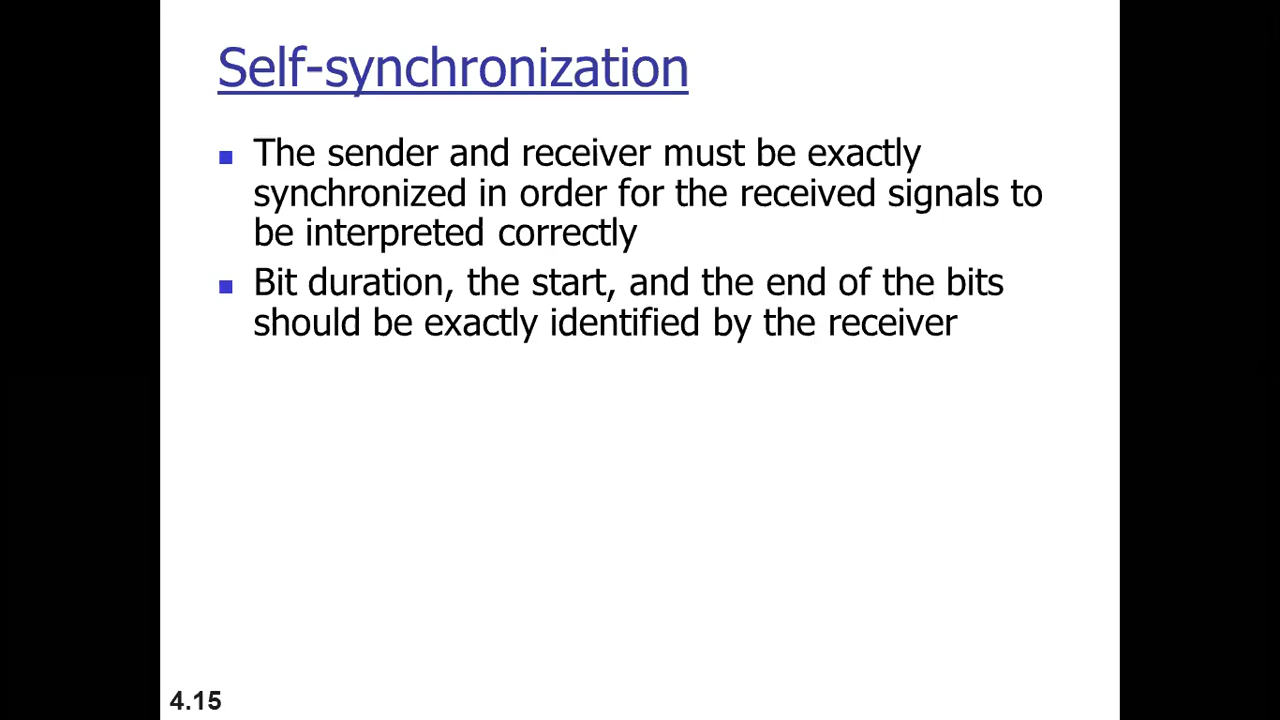 Self-synchronization
The sender and receiver must be exactly
synchronized in order for the received signals to
be interpreted correctly
Bit duration, the start, and the end of the bits
should be exactly identified by the receiver
4.15